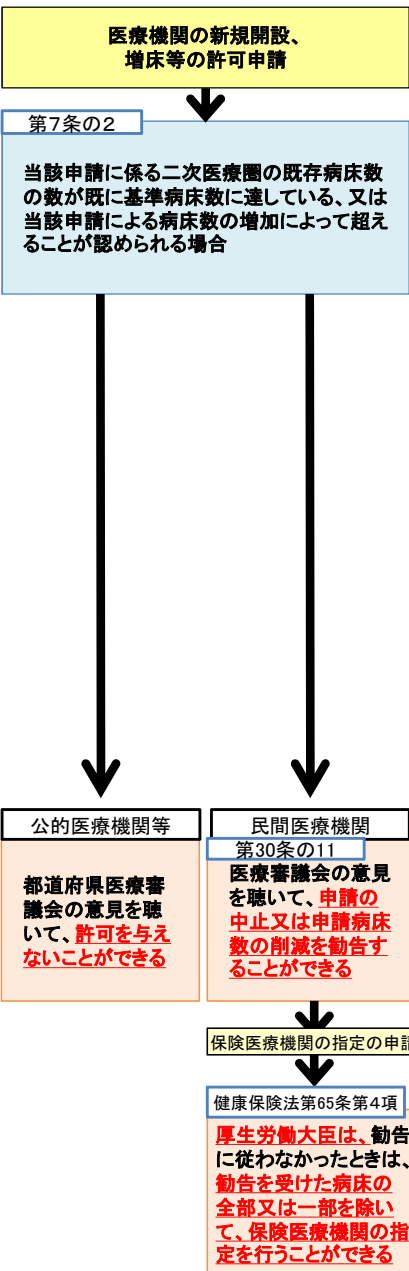 医療機関の新規開設、
増床等の許可申請
第7条の2
当該申請に係る二次医療圏の既存病床数
の数が既に基準病床数に達している、又は
当該申請による病床数の増加によって超え
ることが認められる場合
公的医療機関等
都道府県医療審
議会の意見を聴
いて、許可を与え
ないことができる
民間医療機関
第30条の11
医療審議会の意見
を聴いて、申請の
中止又は申請病床
数の削減を勧告す
ることができる
保険医療機関の指定の申請
健康保険法第65条第4項
厚生労働大臣は、勧告
に従わなかったときは、
勧告を受けた病床の
全部又は一部を除い
て、保険医療機関の指
定を行うことができる